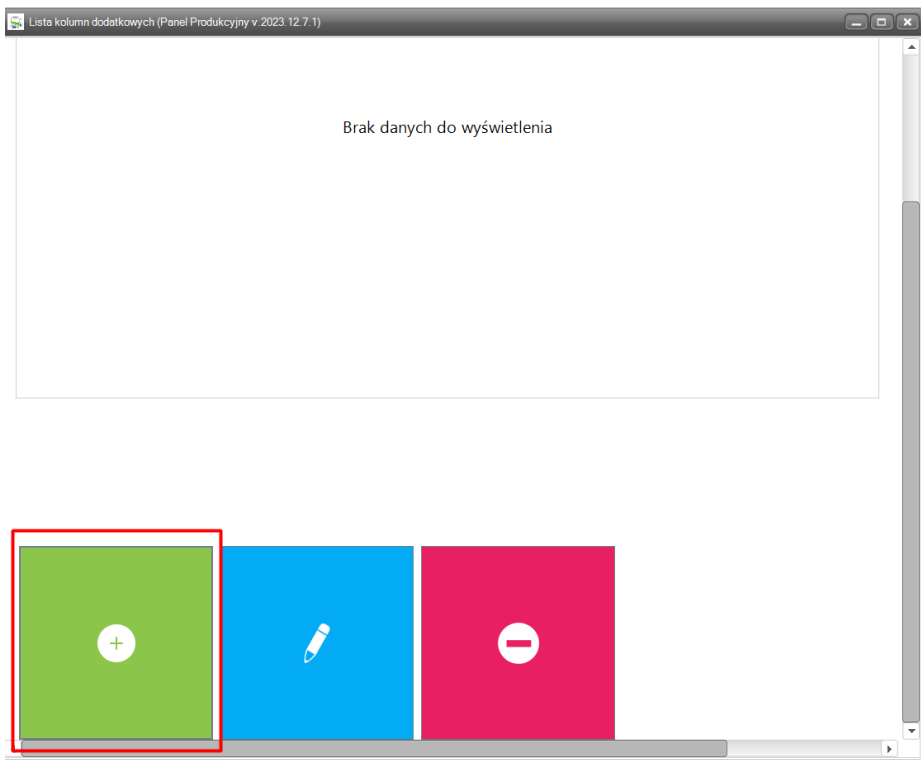 Lista kolumn dodatkowych (Panel Produkcyjny v.2023.12.7.1)
Brak danych do wyświetlenia